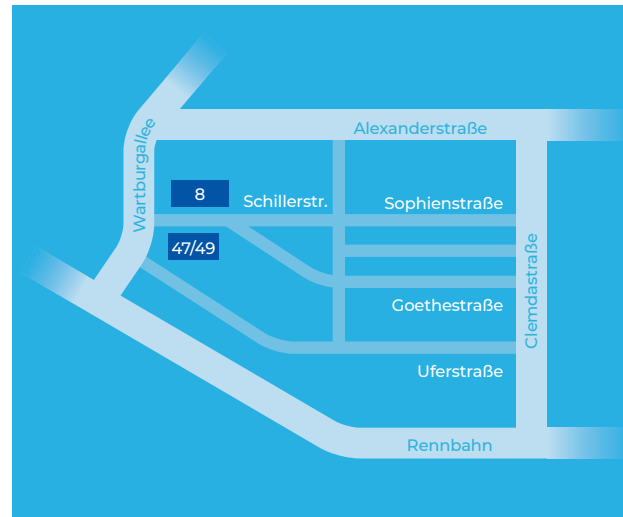 Alexanderstraße
Wartburgallee
8
Schillerstr.
Sophienstraße
47/49
Clemdastraße
Goethestraße
Uferstraße
Rennbahn